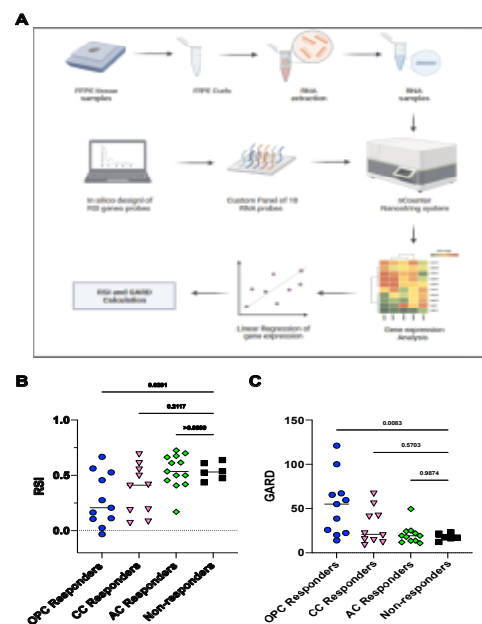 A
FFPE tissue
samples
FFPE Curls
RNA
extraction
RNA
samples
In silico design of
RSI genes probes
Custom Panel of 10
RNA probes
nCounter
Nanostring system
RSI and GARD
Calculation
Linear Regression of
gene expression
Gene expression
Analysis
B
0.2117
1.0
0.5
0.0
RSI
OPC Responders
CC Responders
AC Responders
Non-responders
C
0.0083
0.5703
0.9874
150
100
50
0
GARD
OPC Responders
CC Responders
AC Responders
Non-responders